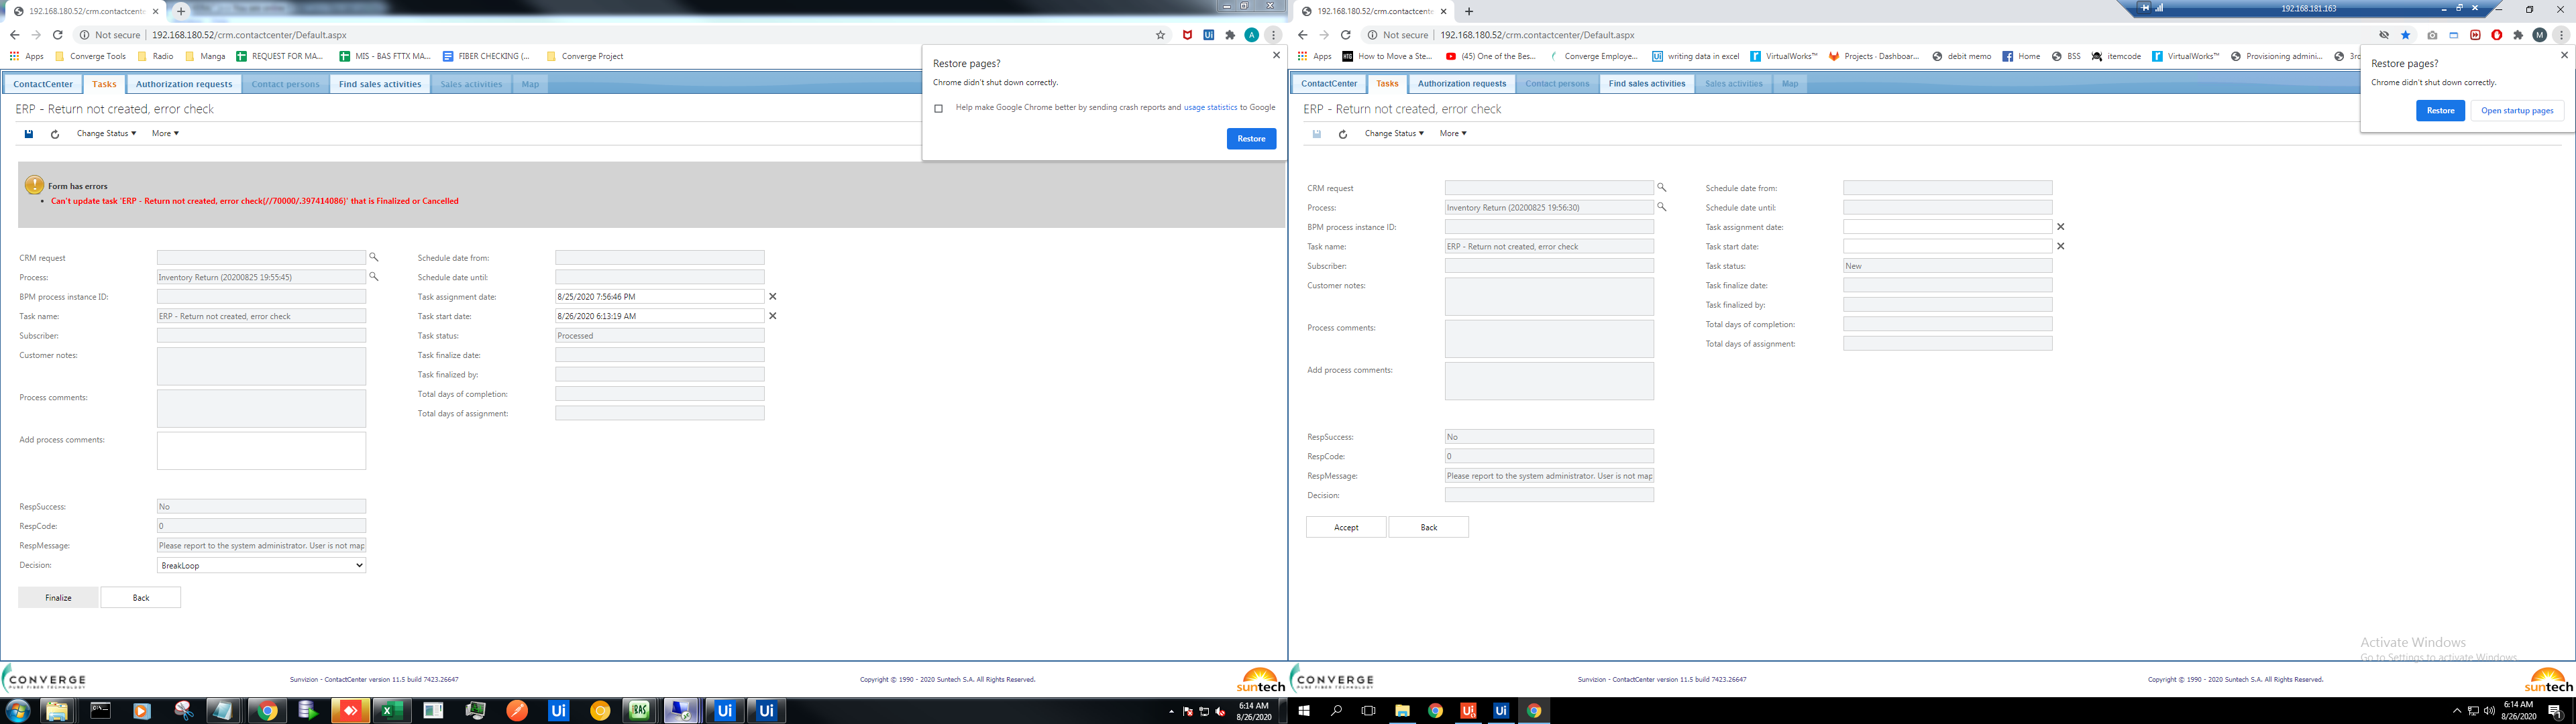 192.168.180.52/crm.contactcente
Not secure 192.168.180.52/crm.contactcenter/Default.aspx
Apps Converge Tools Radio Manga REQUEST FOR MA... MIS - BAS FTTX MA... FIBER CHECKING (... Converge Project
ContactCenter Tasks Authorization requests Contact persons Find sales activities Sales activities Map
ERP - Return not created, error check
Change Status More
Restore pages?
Chrome didn't shut down correctly.
Help make Google Chrome better by sending crash reports and usage statistics to Google
Restore
Form has errors
Can't update task 'ERP - Return not created, error check(//70000/.397414086)' that is Finalized or Cancelled
CRM request
Process: Inventory Return (20200825 19:55:45)
BPM process instance ID:
Task name: ERP - Return not created, error check
Subscriber:
Customer notes:
Process comments:
Add process comments:
Schedule date from:
Schedule date until:
Task assignment date: 8/25/2020 7:56:46 PM
Task start date: 8/26/2020 6:13:19 AM
Task status: Processed
Task finalize date:
Task finalized by:
Total days of completion:
Total days of assignment:
RespSuccess: No
RespCode: 0
RespMessage: Please report to the system administrator. User is not map
Decision: BreakLoop
Finalize Back
CONVERGE
PURE FIBER TECHNOLOGY
Sunvizion - ContactCenter version 11.5 build 7423.26647
Copyright © 1990 - 2020 Suntech S.A. All Rights Reserved.
suntech
6:14 AM
8/26/2020
192.168.180.52/crm.contactcente
192.168.181.163
Not secure 192.168.180.52/crm.contactcenter/Default.aspx
Apps How to Move a Ste... (45) One of the Bes... Converge Employe... writing data in excel VirtualWorks™ Projects - Dashboar... debit memo Home BSS itemcode VirtualWorks™ Provisioning admini... 3rd
ContactCenter Tasks Authorization requests Contact persons Find sales activities Sales activities Map
ERP - Return not created, error check
Change Status More
Restore pages?
Chrome didn't shut down correctly.
Restore Open startup pages
CRM request
Process: Inventory Return (20200825 19:56:30)
BPM process instance ID:
Task name: ERP - Return not created, error check
Subscriber:
Customer notes:
Process comments:
Add process comments:
Schedule date from:
Schedule date until:
Task assignment date:
Task start date:
Task status: New
Task finalize date:
Task finalized by:
Total days of completion:
Total days of assignment:
RespSuccess: No
RespCode: 0
RespMessage: Please report to the system administrator. User is not map
Decision:
Accept Back
Activate Windows
Go to Settings to activate Windows.
CONVERGE
PURE FIBER TECHNOLOGY
Sunvizion - ContactCenter version 11.5 build 7423.26647
Copyright © 1990 - 2020 Suntech S.A. All Rights Reserved.
suntech
6:14 AM
8/26/2020